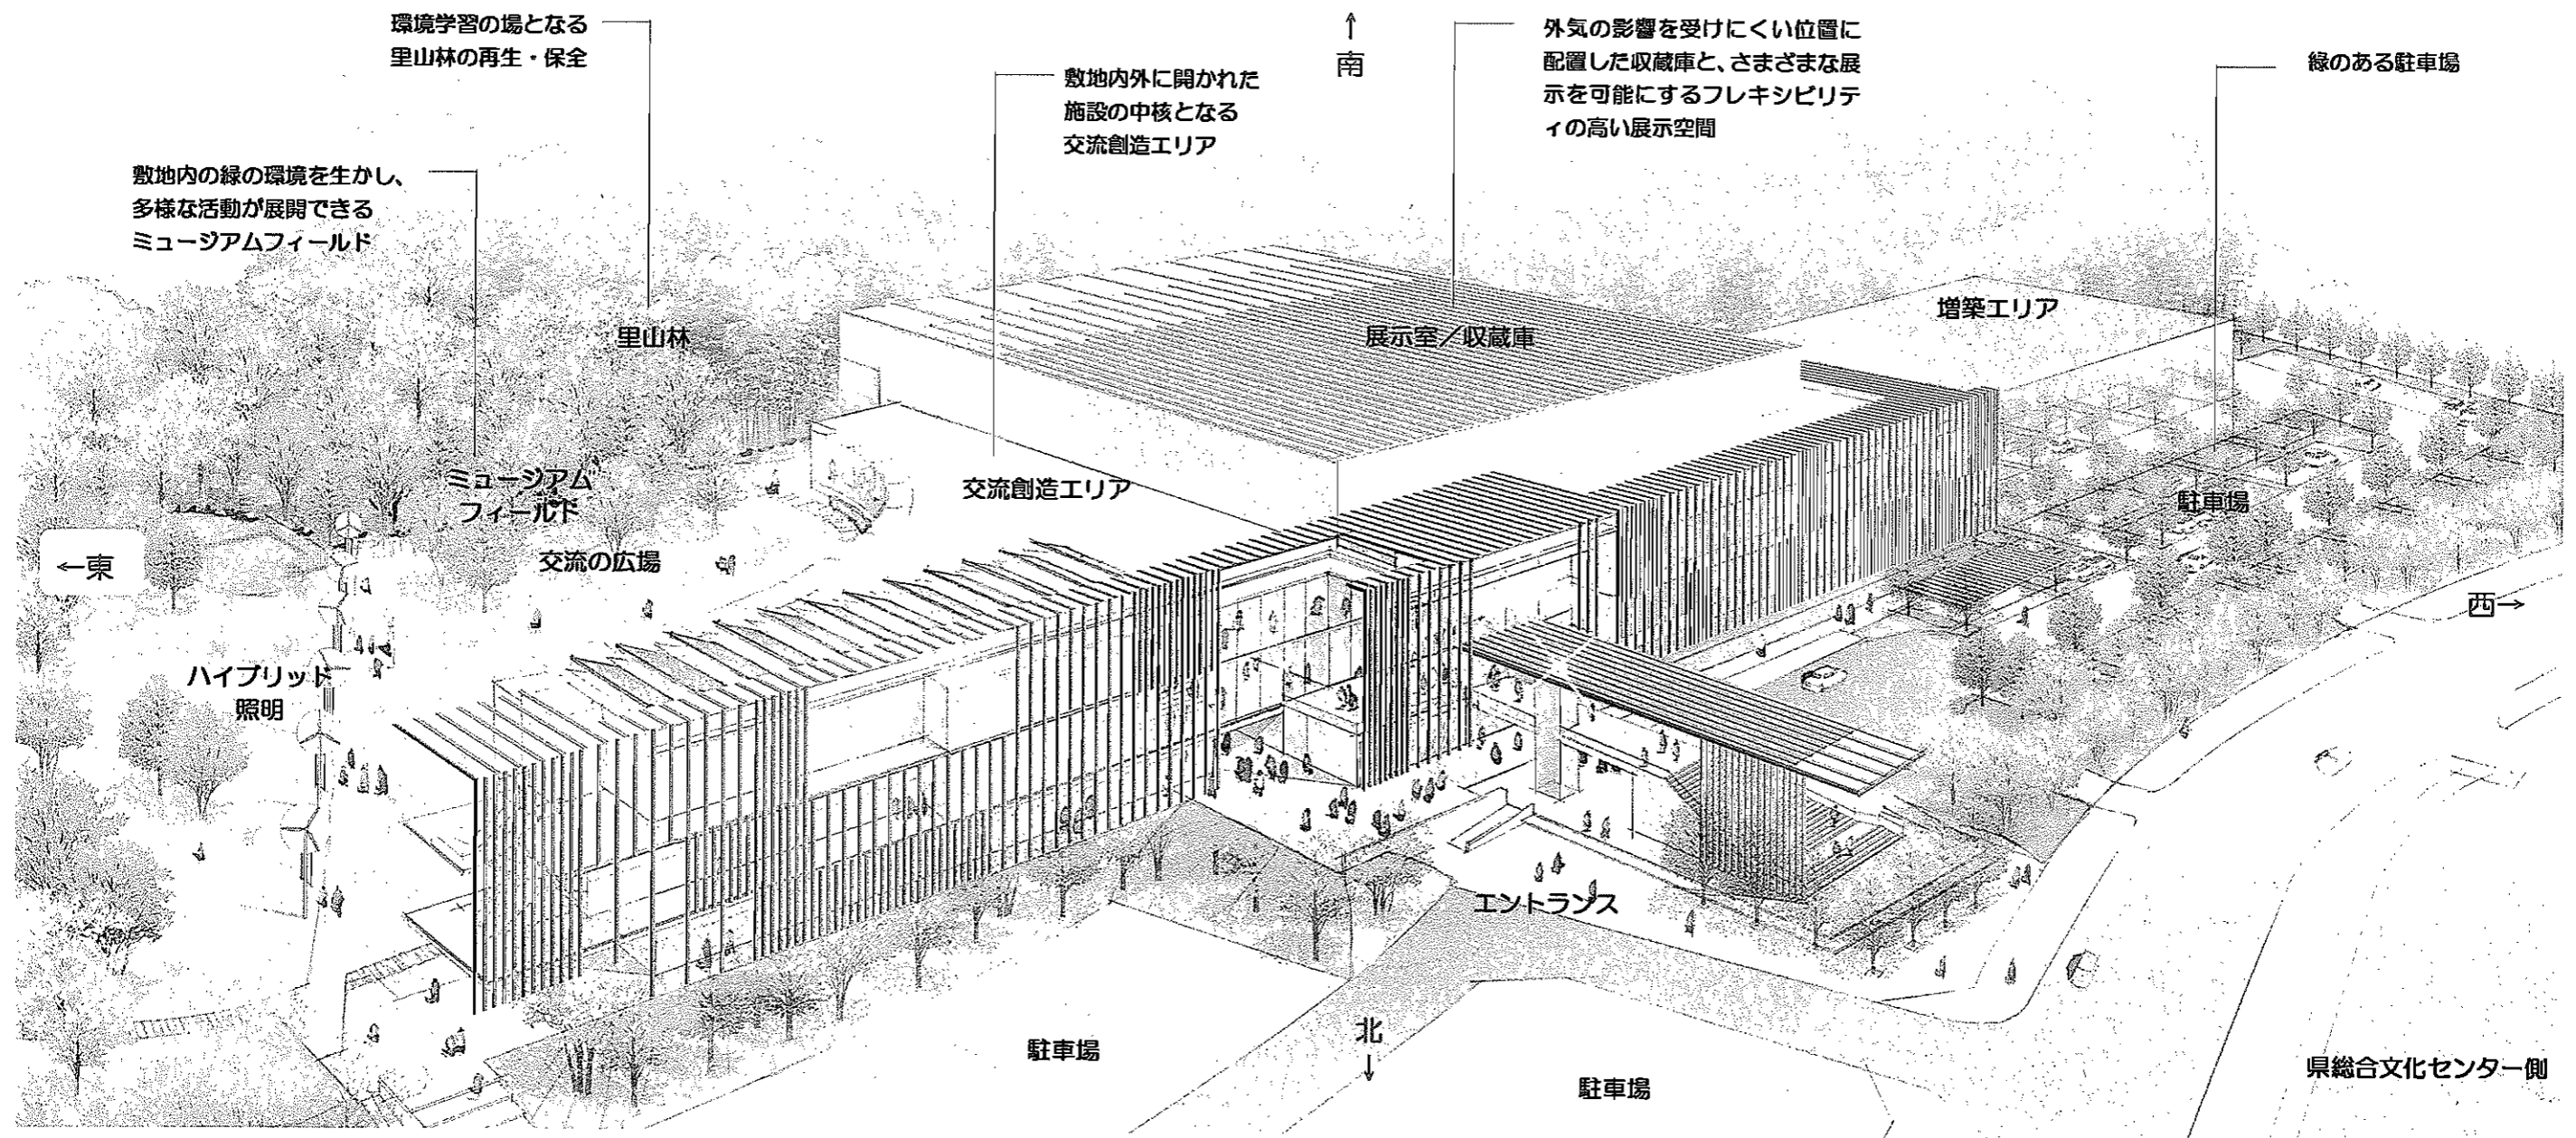 環境学習の場となる
里山林の再生・保全
↑
南
外気の影響を受けにくい位置に
配置した収蔵庫と、さまざまな展
示を可能にするフレキシビリテ
ィの高い展示空間
緑のある駐車場
敷地内外に開かれた
施設の中核となる
交流創造エリア
敷地内の緑の環境を生かし、
多様な活動が展開できる
ミュージアムフィールド
里山林
展示室／収蔵庫
増築エリア
ミュージアム
フィールド
交流創造エリア
駐車場
←東
交流の広場
西→
ハイブリッド
照明
エントランス
北
↓
駐車場
駐車場
県総合文化センター側